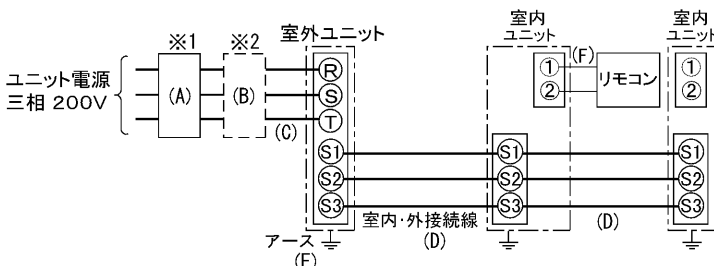 ※1
※2
室外ユニット
室内
ユニット
室内
ユニット
ユニット電源
三相 200V
(A)
(B)
(C)
R
S
T
①
②
(F)
リモコン
①
②
S1
S2
S3
S1
S2
S3
S1
S2
S3
室内・外接続線
(D)
(D)
アース
(E)